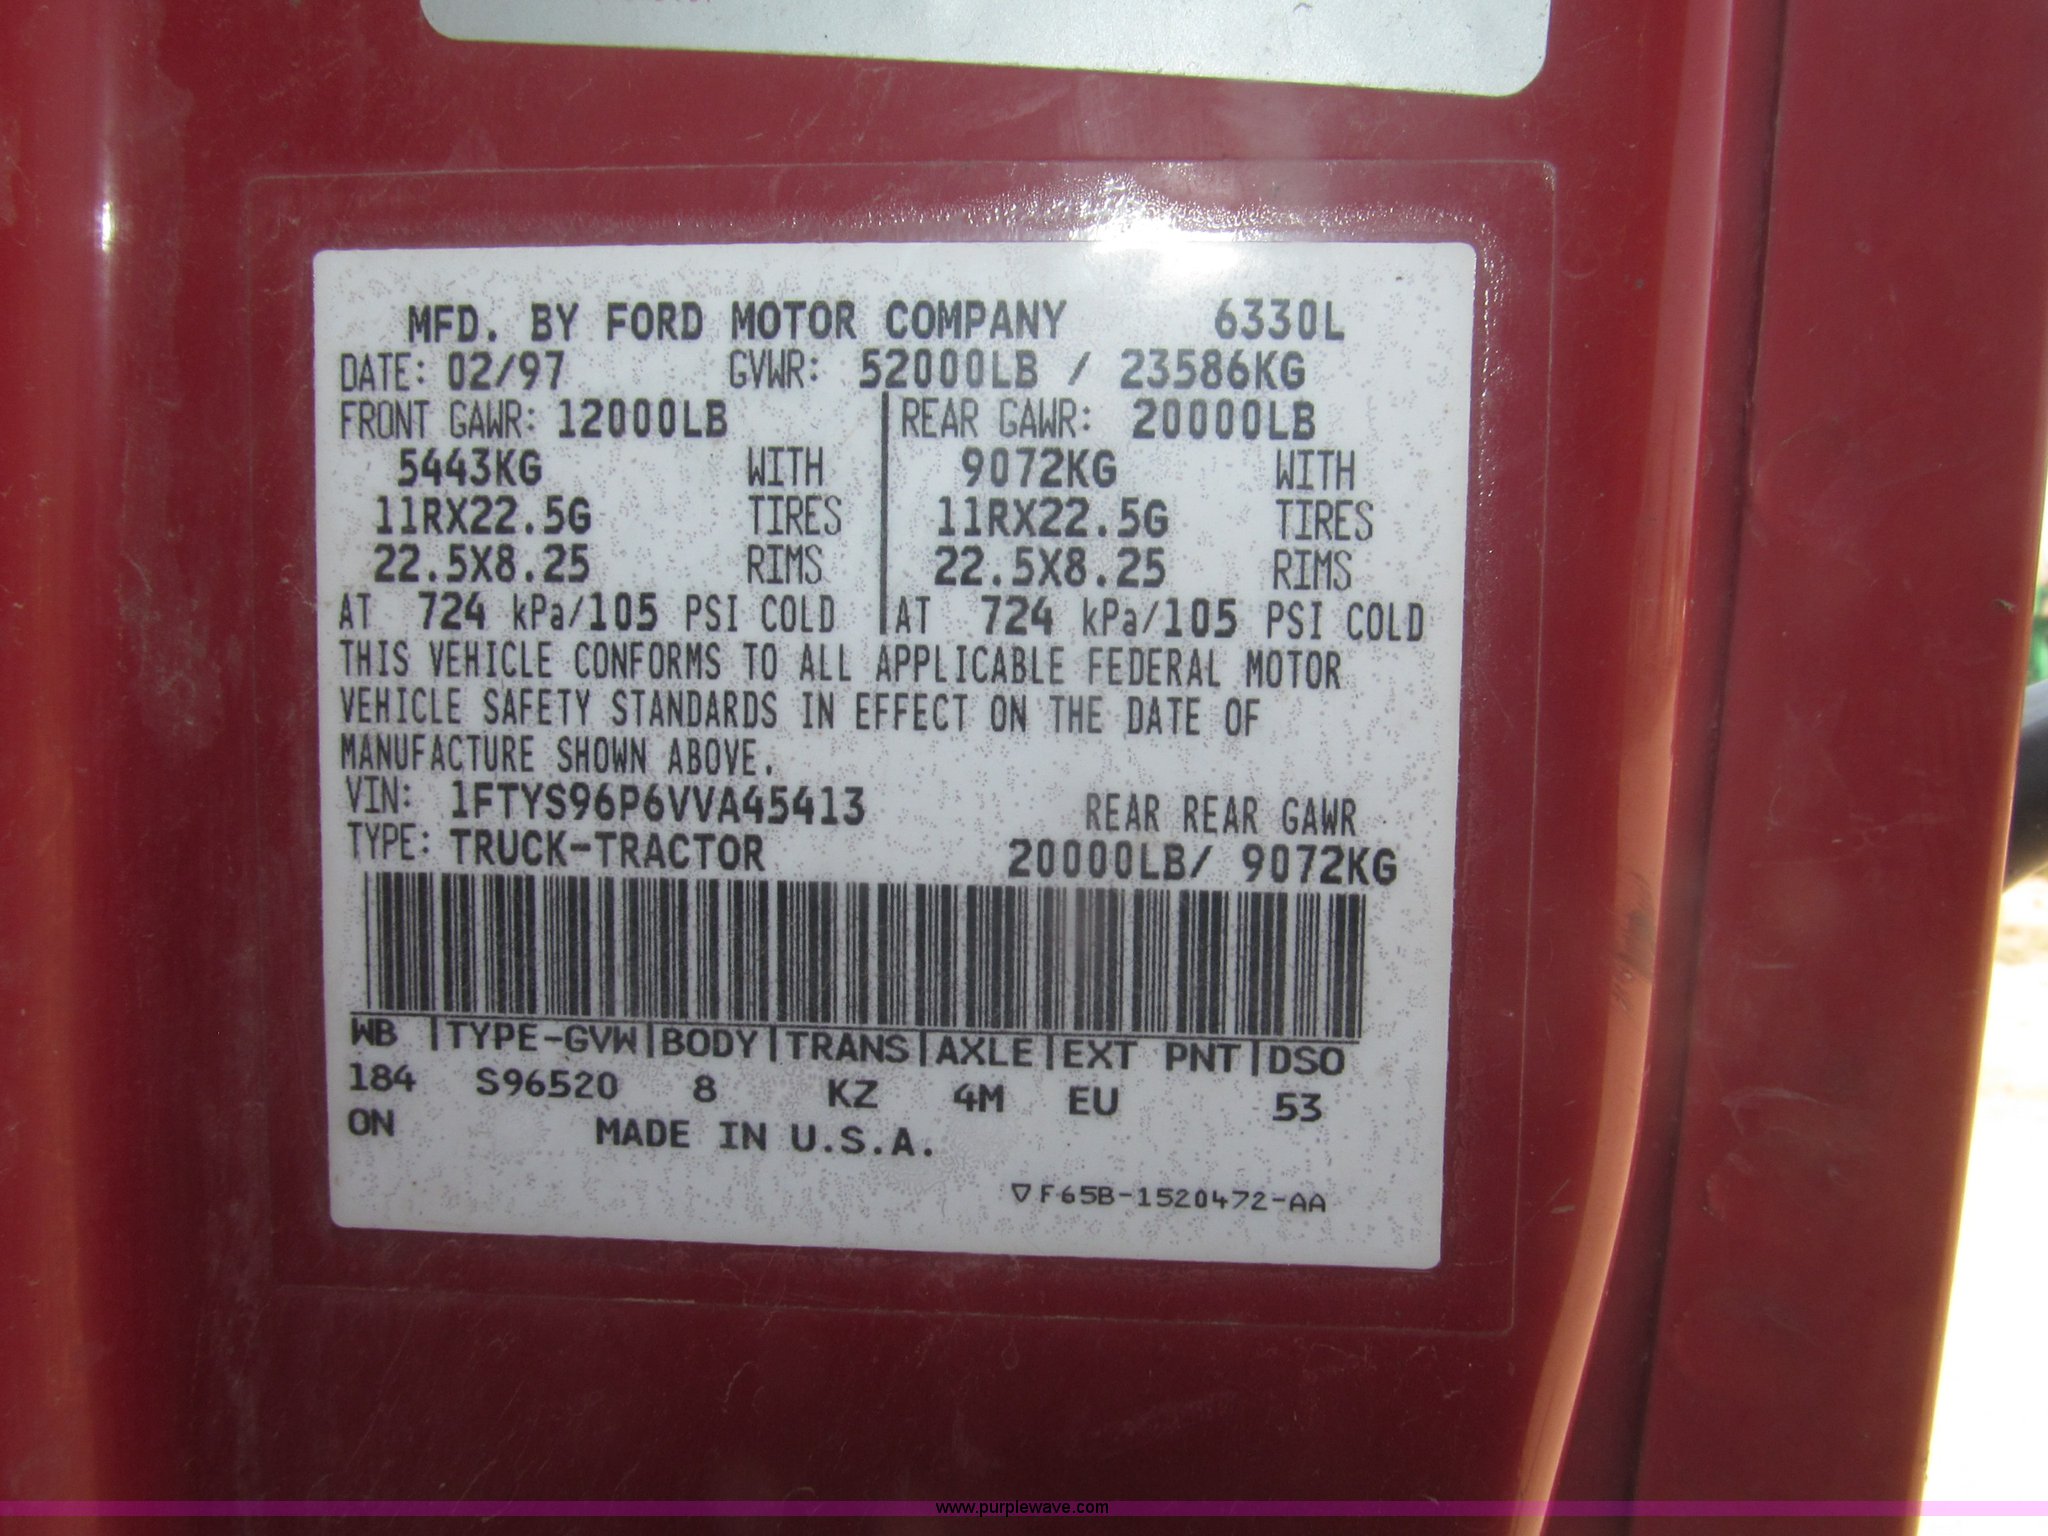 MFD. BY FORD MOTOR COMPANY 6330L
DATE: 02/97 GVWR: 52000LB / 23586KG
FRONT GAWR: 12000LB REAR GAWR: 20000LB
5443KG WITH 9072KG WITH
11RX22.5G TIRES 11RX22.5G TIRES
22.5X8.25 RIMS 22.5X8.25 RIMS
AT 724 kPa/105 PSI COLD AT 724 kPa/105 PSI COLD
THIS VEHICLE CONFORMS TO ALL APPLICABLE FEDERAL MOTOR
VEHICLE SAFETY STANDARDS IN EFFECT ON THE DATE OF
MANUFACTURE SHOWN ABOVE.
VIN: 1FTYS96P6VVA45413 REAR REAR GAWR
TYPE: TRUCK-TRACTOR 20000LB/ 9072KG
WB |TYPE-GVW|BODY|TRANS|AXLE|EXT PNT|DSO
184 S96520 8 KZ 4M EU 53
ON MADE IN U.S.A.
▽F65B-1520472-AA
www.purplewave.com